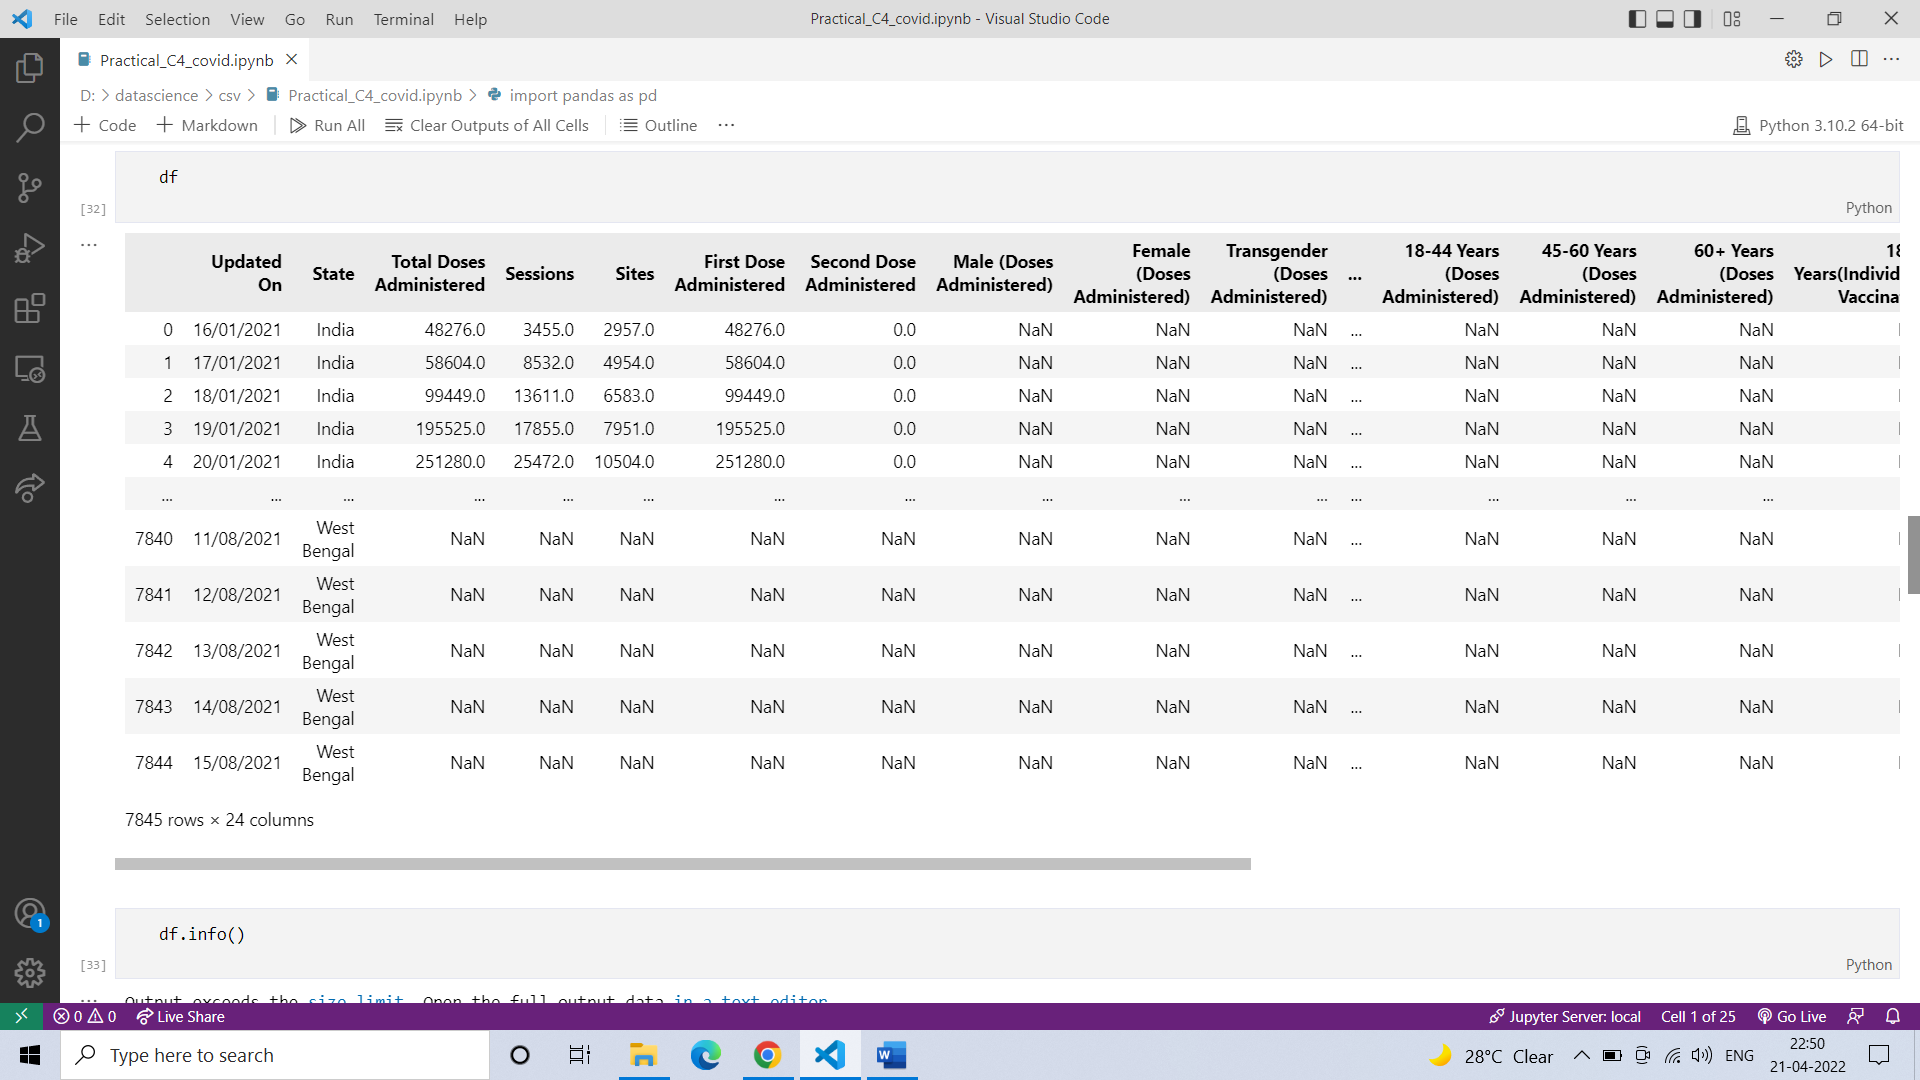 File Edit Selection View Go Run Terminal Help
Practical_C4_covid.ipynb - Visual Studio Code
Practical_C4_covid.ipynb
D: > datascience > csv > Practical_C4_covid.ipynb > import pandas as pd
+ Code + Markdown Run All Clear Outputs of All Cells Outline ...
Python 3.10.2 64-bit
df
[32]
Python
...
Updated On State Total Doses Administered Sessions Sites First Dose Administered Second Dose Administered Male (Doses Administered) Female (Doses Administered) Transgender (Doses Administered) ... 18-44 Years (Doses Administered) 45-60 Years (Doses Administered) 60+ Years (Doses Administered)
0 16/01/2021 India 48276.0 3455.0 2957.0 48276.0 0.0 NaN NaN NaN ... NaN NaN NaN
1 17/01/2021 India 58604.0 8532.0 4954.0 58604.0 0.0 NaN NaN NaN ... NaN NaN NaN
2 18/01/2021 India 99449.0 13611.0 6583.0 99449.0 0.0 NaN NaN NaN ... NaN NaN NaN
3 19/01/2021 India 195525.0 17855.0 7951.0 195525.0 0.0 NaN NaN NaN ... NaN NaN NaN
4 20/01/2021 India 251280.0 25472.0 10504.0 251280.0 0.0 NaN NaN NaN ... NaN NaN NaN
... ... ... ... ... ... ... ... ... ... ... ... ... ... ...
7840 11/08/2021 West Bengal NaN NaN NaN NaN NaN NaN NaN NaN ... NaN NaN NaN
7841 12/08/2021 West Bengal NaN NaN NaN NaN NaN NaN NaN NaN ... NaN NaN NaN
7842 13/08/2021 West Bengal NaN NaN NaN NaN NaN NaN NaN NaN ... NaN NaN NaN
7843 14/08/2021 West Bengal NaN NaN NaN NaN NaN NaN NaN NaN ... NaN NaN NaN
7844 15/08/2021 West Bengal NaN NaN NaN NaN NaN NaN NaN NaN ... NaN NaN NaN
7845 rows × 24 columns
df.info()
[33]
Python
Output exceeds the size limit. Open the full output data in a text editor
0 0 Live Share
Jupyter Server: local Cell 1 of 25 Go Live
1
Type here to search
28°C Clear
ENG
22:50
21-04-2022